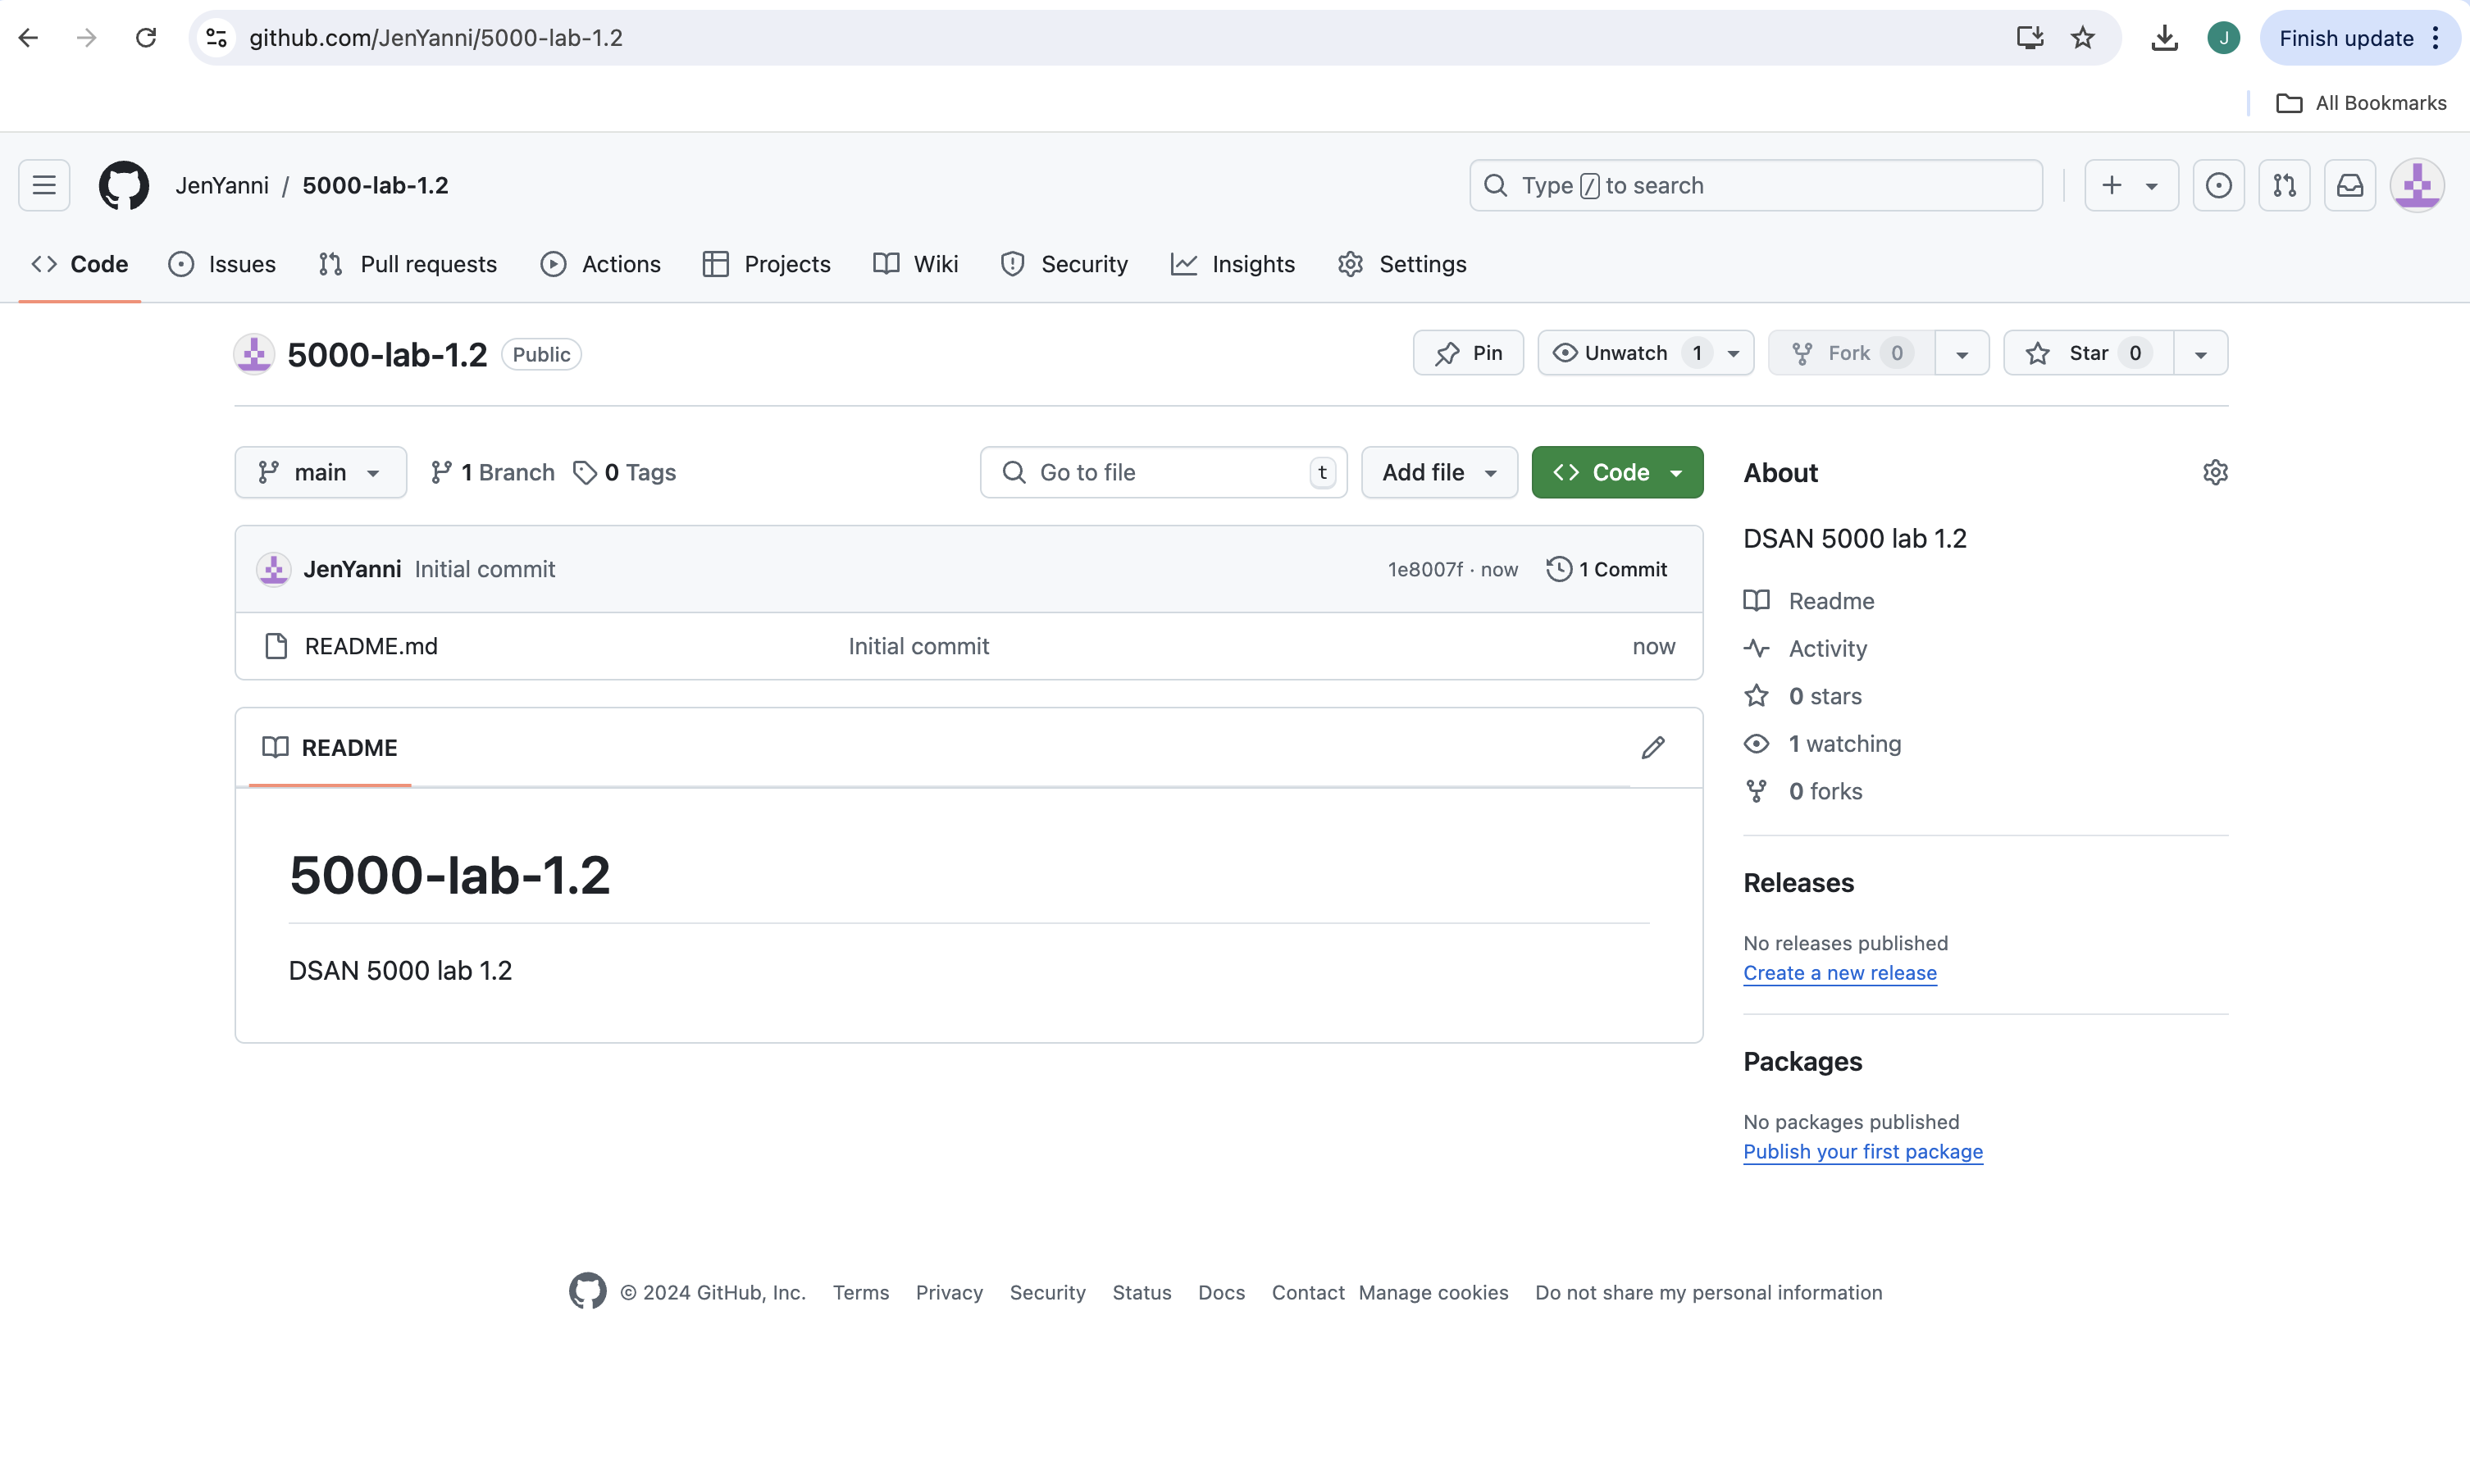 github.com/JenYanni/5000-lab-1.2
J
Finish update
All Bookmarks
JenYanni / 5000-lab-1.2
Type / to search
Code Issues Pull requests Actions Projects Wiki Security Insights Settings
5000-lab-1.2 Public
Pin Unwatch 1 Fork 0 Star 0
main 1 Branch 0 Tags
Go to file t Add file Code
JenYanni Initial commit 1e8007f · now 1 Commit
README.md Initial commit now
README
5000-lab-1.2
DSAN 5000 lab 1.2
About
DSAN 5000 lab 1.2
Readme
Activity
0 stars
1 watching
0 forks
Releases
No releases published
Create a new release
Packages
No packages published
Publish your first package
© 2024 GitHub, Inc. Terms Privacy Security Status Docs Contact Manage cookies Do not share my personal information